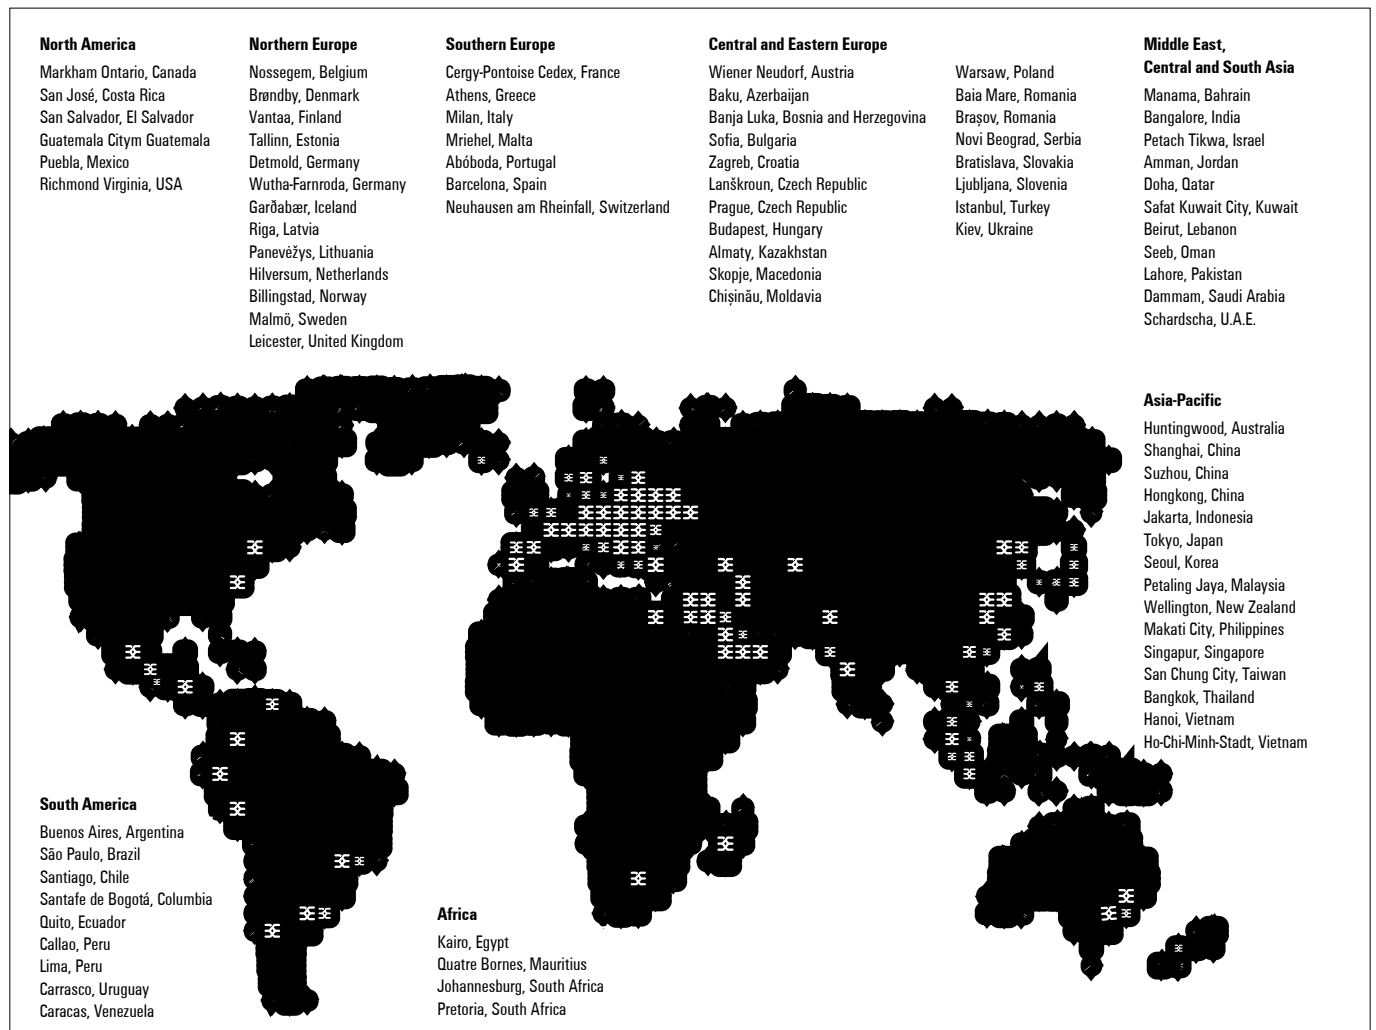 North America
Markham Ontario, Canada
San José, Costa Rica
San Salvador, El Salvador
Guatemala Citym Guatemala
Puebla, Mexico
Richmond Virginia, USA
Northern Europe
Nossegem, Belgium
Brøndby, Denmark
Vantaa, Finland
Tallinn, Estonia
Detmold, Germany
Wutha-Farnroda, Germany
Garðabær, Iceland
Riga, Latvia
Panevėžys, Lithuania
Hilversum, Netherlands
Billingstad, Norway
Malmö, Sweden
Leicester, United Kingdom
Southern Europe
Cergy-Pontoise Cedex, France
Athens, Greece
Milan, Italy
Mriehel, Malta
Abóboda, Portugal
Barcelona, Spain
Neuhausen am Rheinfall, Switzerland
Central and Eastern Europe
Wiener Neudorf, Austria
Baku, Azerbaijan
Banja Luka, Bosnia and Herzegovina
Sofia, Bulgaria
Zagreb, Croatia
Lanškroun, Czech Republic
Prague, Czech Republic
Budapest, Hungary
Almaty, Kazakhstan
Skopje, Macedonia
Chișinău, Moldavia
Warsaw, Poland
Baia Mare, Romania
Brașov, Romania
Novi Beograd, Serbia
Bratislava, Slovakia
Ljubljana, Slovenia
Istanbul, Turkey
Kiev, Ukraine
Middle East,
Central and South Asia
Manama, Bahrain
Bangalore, India
Petach Tikwa, Israel
Amman, Jordan
Doha, Qatar
Safat Kuwait City, Kuwait
Beirut, Lebanon
Seeb, Oman
Lahore, Pakistan
Dammam, Saudi Arabia
Schardscha, U.A.E.
Asia-Pacific
Huntingwood, Australia
Shanghai, China
Suzhou, China
Hongkong, China
Jakarta, Indonesia
Tokyo, Japan
Seoul, Korea
Petaling Jaya, Malaysia
Wellington, New Zealand
Makati City, Philippines
Singapur, Singapore
San Chung City, Taiwan
Bangkok, Thailand
Hanoi, Vietnam
Ho-Chi-Minh-Stadt, Vietnam
South America
Buenos Aires, Argentina
São Paulo, Brazil
Santiago, Chile
Santafe de Bogotá, Columbia
Quito, Ecuador
Callao, Peru
Lima, Peru
Carrasco, Uruguay
Caracas, Venezuela
Africa
Kairo, Egypt
Quatre Bornes, Mauritius
Johannesburg, South Africa
Pretoria, South Africa